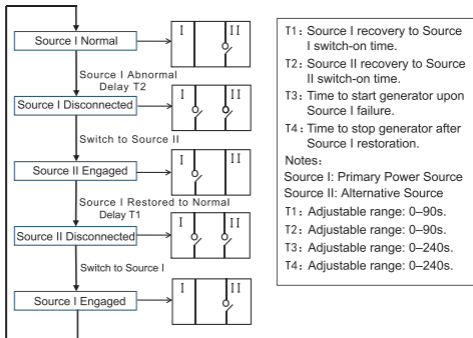 Source I Normal
I II
Source I Abnormal
Delay T2
Source I Disconnected
I II
Switch to Source II
Source II Engaged
I II
Source I Restored to Normal
Delay T1
Source II Disconnected
I II
Switch to Source I
Source I Engaged
I II
T1: Source I recovery to Source
I switch-on time.
T2: Source II recovery to Source
II switch-on time.
T3: Time to start generator upon
Source I failure.
T4: Time to stop generator after
Source I restoration.
Notes:
Source I: Primary Power Source
Source II: Alternative Source
T1: Adjustable range: 0–90s.
T2: Adjustable range: 0–90s.
T3: Adjustable range: 0–240s.
T4: Adjustable range: 0–240s.